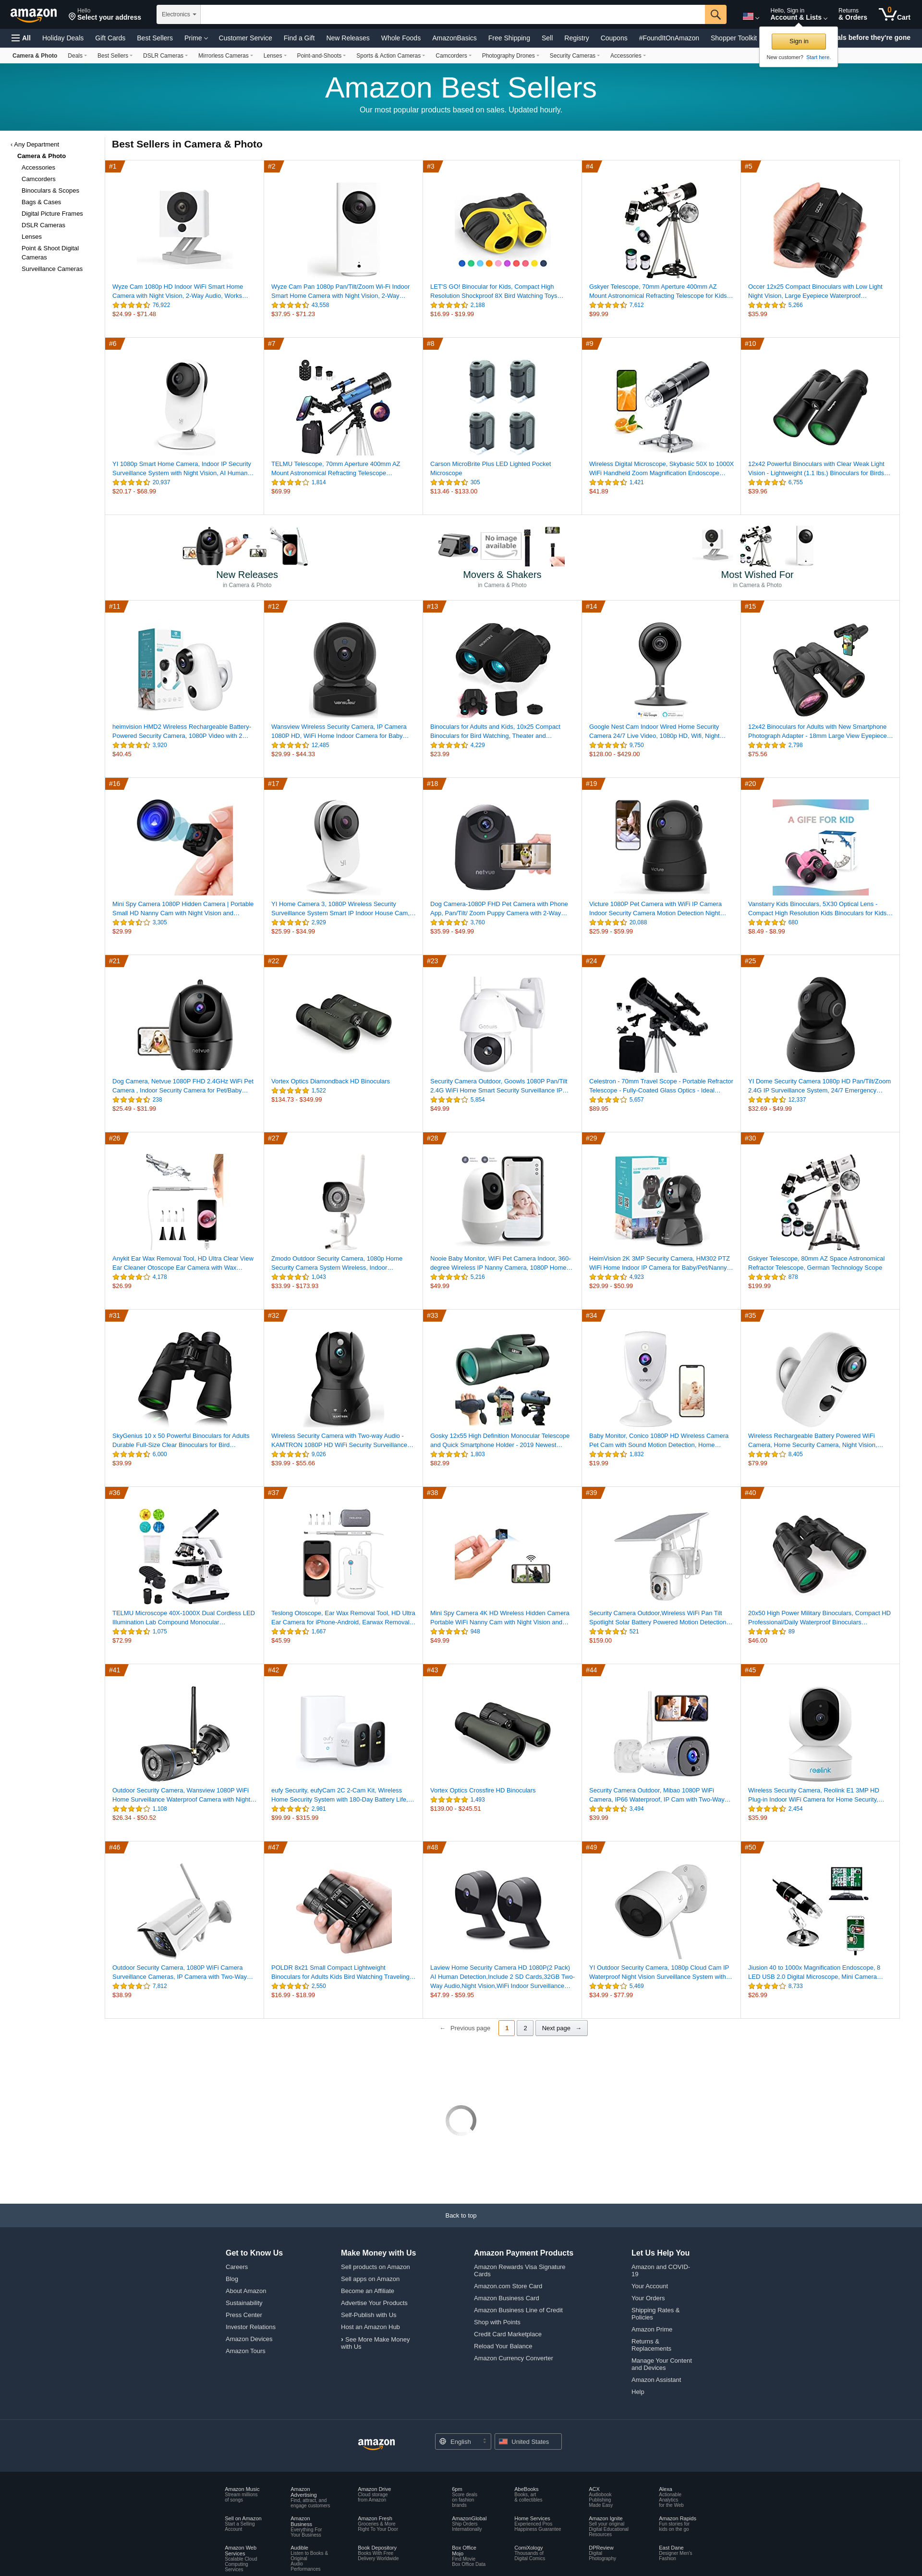 amazon
Hello
Select your address
Electronics
Hello, Sign in
Account & Lists
Returns
& Orders
0
Cart
All
Holiday Deals
Gift Cards
Best Sellers
Prime
Customer Service
Find a Gift
New Releases
Whole Foods
AmazonBasics
Free Shipping
Sell
Registry
Coupons
#FoundItOnAmazon
Shopper Toolkit
als before they're gone
Sign in
New customer? Start here.
Camera & Photo
Deals
Best Sellers
DSLR Cameras
Mirrorless Cameras
Lenses
Point-and-Shoots
Sports & Action Cameras
Camcorders
Photography Drones
Security Cameras
Accessories
Amazon Best Sellers
Our most popular products based on sales. Updated hourly.
‹ Any Department
Camera & Photo
Accessories
Camcorders
Binoculars & Scopes
Bags & Cases
Digital Picture Frames
DSLR Cameras
Lenses
Point & Shoot Digital
Cameras
Surveillance Cameras
Best Sellers in Camera & Photo
#1
Wyze Cam 1080p HD Indoor WiFi Smart Home
Camera with Night Vision, 2-Way Audio, Works…
76,922
$24.99 - $71.48
#2
Wyze Cam Pan 1080p Pan/Tilt/Zoom Wi-Fi Indoor
Smart Home Camera with Night Vision, 2-Way…
43,558
$37.95 - $71.23
#3
LET'S GO! Binocular for Kids, Compact High
Resolution Shockproof 8X Bird Watching Toys…
2,188
$16.99 - $19.99
#4
Gskyer Telescope, 70mm Aperture 400mm AZ
Mount Astronomical Refracting Telescope for Kids…
7,612
$99.99
#5
Occer 12x25 Compact Binoculars with Low Light
Night Vision, Large Eyepiece Waterproof…
5,266
$35.99
#6
YI 1080p Smart Home Camera, Indoor IP Security
Surveillance System with Night Vision, AI Human…
20,937
$20.17 - $68.99
#7
TELMU Telescope, 70mm Aperture 400mm AZ
Mount Astronomical Refracting Telescope…
1,814
$69.99
#8
Carson MicroBrite Plus LED Lighted Pocket
Microscope
305
$13.46 - $133.00
#9
Wireless Digital Microscope, Skybasic 50X to 1000X
WiFi Handheld Zoom Magnification Endoscope…
1,421
$41.89
#10
12x42 Powerful Binoculars with Clear Weak Light
Vision - Lightweight (1.1 lbs.) Binoculars for Birds…
6,755
$39.96
New Releases
in Camera & Photo
No image
available
Movers & Shakers
in Camera & Photo
Most Wished For
in Camera & Photo
#11
heimvision HMD2 Wireless Rechargeable Battery-
Powered Security Camera, 1080P Video with 2…
3,920
$40.45
#12
Wansview Wireless Security Camera, IP Camera
1080P HD, WiFi Home Indoor Camera for Baby…
12,485
$29.99 - $44.33
#13
Binoculars for Adults and Kids, 10x25 Compact
Binoculars for Bird Watching, Theater and…
4,229
$23.99
#14
Google Nest Cam Indoor Wired Home Security
Camera 24/7 Live Video, 1080p HD, Wifi, Night…
9,750
$128.00 - $429.00
#15
12x42 Binoculars for Adults with New Smartphone
Photograph Adapter - 18mm Large View Eyepiece…
2,798
$75.56
#16
Mini Spy Camera 1080P Hidden Camera | Portable
Small HD Nanny Cam with Night Vision and…
3,305
$29.99
#17
YI Home Camera 3, 1080P Wireless Security
Surveillance System Smart IP Indoor House Cam,…
2,929
$25.99 - $34.99
#18
netvue
Dog Camera-1080P FHD Pet Camera with Phone
App, Pan/Tilt/ Zoom Puppy Camera with 2-Way…
3,760
$35.99 - $49.99
#19
Victure
Victure 1080P Pet Camera with WiFi IP Camera
Indoor Security Camera Motion Detection Night…
20,088
$25.99 - $59.99
#20
A GIFE FOR KID
Vanstarry Kids Binoculars, 5X30 Optical Lens -
Compact High Resolution Kids Binoculars for Kids…
680
$8.49 - $8.99
#21
netvue
Dog Camera, Netvue 1080P FHD 2.4GHz WiFi Pet
Camera , Indoor Security Camera for Pet/Baby…
238
$25.49 - $31.99
#22
Vortex Optics Diamondback HD Binoculars
1,522
$134.73 - $349.99
#23
Security Camera Outdoor, Goowls 1080P Pan/Tilt
2.4G WiFi Home Smart Security Surveillance IP…
5,854
$49.99
#24
Celestron - 70mm Travel Scope - Portable Refractor
Telescope - Fully-Coated Glass Optics - Ideal…
5,657
$89.95
#25
YI Dome Security Camera 1080p HD Pan/Tilt/Zoom
2.4G IP Surveillance System, 24/7 Emergency…
12,337
$32.69 - $49.99
#26
Anykit Ear Wax Removal Tool, HD Ultra Clear View
Ear Cleaner Otoscope Ear Camera with Wax…
4,178
$26.99
#27
Zmodo Outdoor Security Camera, 1080p Home
Security Camera System Wireless, Indoor…
1,043
$33.99 - $173.93
#28
Nooie Baby Monitor, WiFi Pet Camera Indoor, 360-
degree Wireless IP Nanny Camera, 1080P Home…
5,216
$49.99
#29
HeimVision 2K 3MP Security Camera, HM302 PTZ
WiFi Home Indoor IP Camera for Baby/Pet/Nanny…
4,923
$29.99 - $50.99
#30
Gskyer Telescope, 80mm AZ Space Astronomical
Refractor Telescope, German Technology Scope
878
$199.99
#31
SkyGenius 10 x 50 Powerful Binoculars for Adults
Durable Full-Size Clear Binoculars for Bird…
6,000
$39.99
#32
Wireless Security Camera with Two-way Audio -
KAMTRON 1080P HD WiFi Security Surveillance…
9,026
$39.99 - $55.66
#33
Gosky 12x55 High Definition Monocular Telescope
and Quick Smartphone Holder - 2019 Newest…
1,803
$82.99
#34
Baby Monitor, Conico 1080P HD Wireless Camera
Pet Cam with Sound Motion Detection, Home…
1,832
$19.99
#35
Wireless Rechargeable Battery Powered WiFi
Camera, Home Security Camera, Night Vision,…
8,405
$79.99
#36
TELMU Microscope 40X-1000X Dual Cordless LED
Illumination Lab Compound Monocular…
1,075
$72.99
#37
Teslong Otoscope, Ear Wax Removal Tool, HD Ultra
Ear Camera for iPhone-Android, Earwax Removal…
1,667
$45.99
#38
Mini Spy Camera 4K HD Wireless Hidden Camera
Portable WiFi Nanny Cam with Night Vision and…
948
$49.99
#39
Security Camera Outdoor,Wireless WiFi Pan Tilt
Spotlight Solar Battery Powered Motion Detection…
521
$159.00
#40
20x50 High Power Military Binoculars, Compact HD
Professional/Daily Waterproof Binoculars…
89
$46.00
#41
Outdoor Security Camera, Wansview 1080P WiFi
Home Surveillance Waterproof Camera with Night…
1,108
$26.34 - $50.52
#42
eufy Security, eufyCam 2C 2-Cam Kit, Wireless
Home Security System with 180-Day Battery Life,…
2,981
$99.99 - $315.99
#43
Vortex Optics Crossfire HD Binoculars
1,493
$139.00 - $245.51
#44
Security Camera Outdoor, Mibao 1080P WiFi
Camera, IP66 Waterproof, IP Cam with Two-Way…
3,494
$39.99
#45
reolink
Wireless Security Camera, Reolink E1 3MP HD
Plug-in Indoor WiFi Camera for Home Security,…
2,454
$35.99
#46
Outdoor Security Camera, 1080P WiFi Camera
Surveillance Cameras, IP Camera with Two-Way…
7,812
$38.99
#47
POLDR 8x21 Small Compact Lightweight
Binoculars for Adults Kids Bird Watching Traveling…
2,550
$16.99 - $18.99
#48
Laview Home Security Camera HD 1080P(2 Pack)
AI Human Detection,Include 2 SD Cards,32GB Two-
Way Audio,Night Vision,WiFi Indoor Surveillance…
$47.99 - $59.95
#49
YI Outdoor Security Camera, 1080p Cloud Cam IP
Waterproof Night Vision Surveillance System with…
5,469
$34.99 - $77.99
#50
Jiusion 40 to 1000x Magnification Endoscope, 8
LED USB 2.0 Digital Microscope, Mini Camera…
8,733
$26.99
← Previous page
1
2
Next page →
Back to top
Get to Know Us
Careers
Blog
About Amazon
Sustainability
Press Center
Investor Relations
Amazon Devices
Amazon Tours
Make Money with Us
Sell products on Amazon
Sell apps on Amazon
Become an Affiliate
Advertise Your Products
Self-Publish with Us
Host an Amazon Hub
› See More Make Money
with Us
Amazon Payment Products
Amazon Rewards Visa Signature
Cards
Amazon.com Store Card
Amazon Business Card
Amazon Business Line of Credit
Shop with Points
Credit Card Marketplace
Reload Your Balance
Amazon Currency Converter
Let Us Help You
Amazon and COVID-
19
Your Account
Your Orders
Shipping Rates &
Policies
Amazon Prime
Returns &
Replacements
Manage Your Content
and Devices
Amazon Assistant
Help
amazon
English
United States
Amazon Music
Stream millions
of songs
Amazon
Advertising
Find, attract, and
engage customers
Amazon Drive
Cloud storage
from Amazon
6pm
Score deals
on fashion
brands
AbeBooks
Books, art
& collectibles
ACX
Audiobook
Publishing
Made Easy
Alexa
Actionable
Analytics
for the Web
Sell on Amazon
Start a Selling
Account
Amazon
Business
Everything For
Your Business
Amazon Fresh
Groceries & More
Right To Your Door
AmazonGlobal
Ship Orders
Internationally
Home Services
Experienced Pros
Happiness Guarantee
Amazon Ignite
Sell your original
Digital Educational
Resources
Amazon Rapids
Fun stories for
kids on the go
Amazon Web
Services
Scalable Cloud
Computing
Services
Audible
Listen to Books &
Original
Audio
Performances
Book Depository
Books With Free
Delivery Worldwide
Box Office
Mojo
Find Movie
Box Office Data
ComiXology
Thousands of
Digital Comics
DPReview
Digital
Photography
East Dane
Designer Men's
Fashion